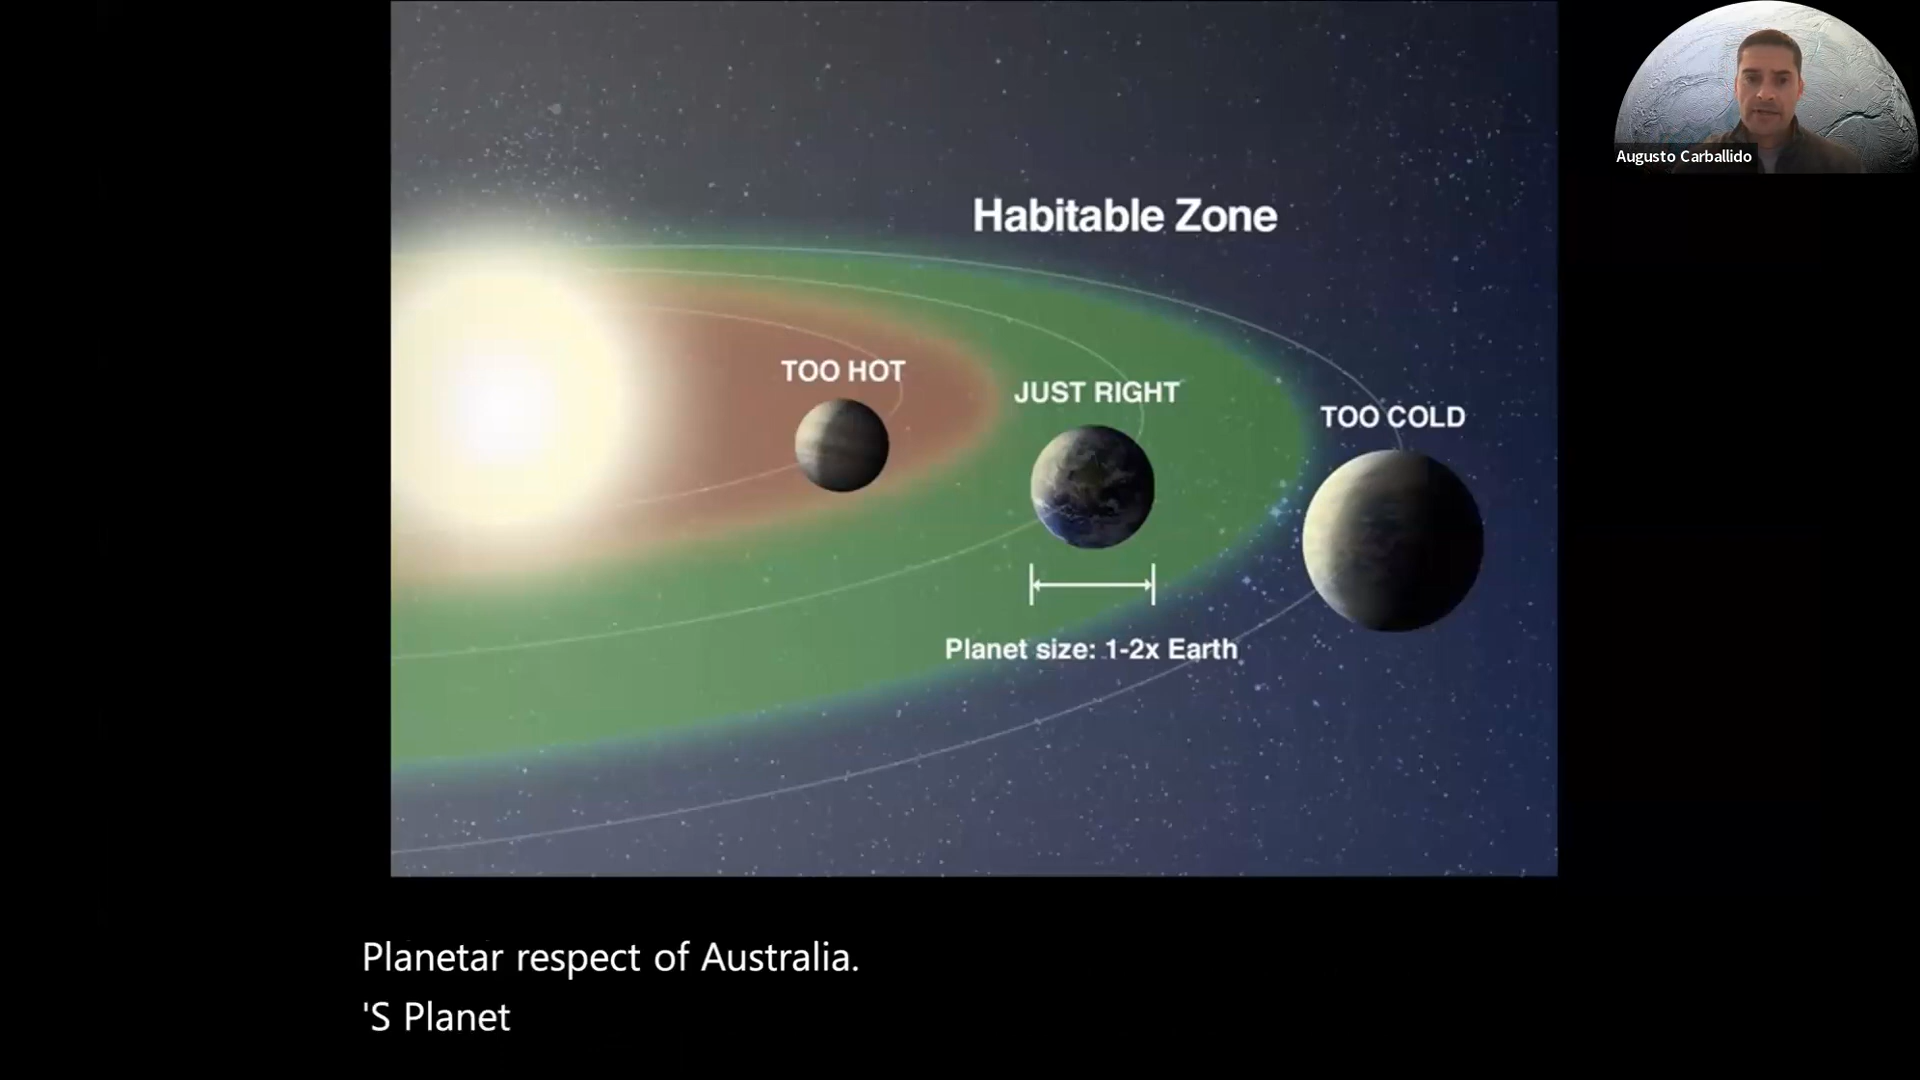 Augusto Carballido
Habitable Zone
TOO HOT
JUST RIGHT
TOO COLD
Planet size: 1-2x Earth
Planetar respect of Australia.
'S Planet